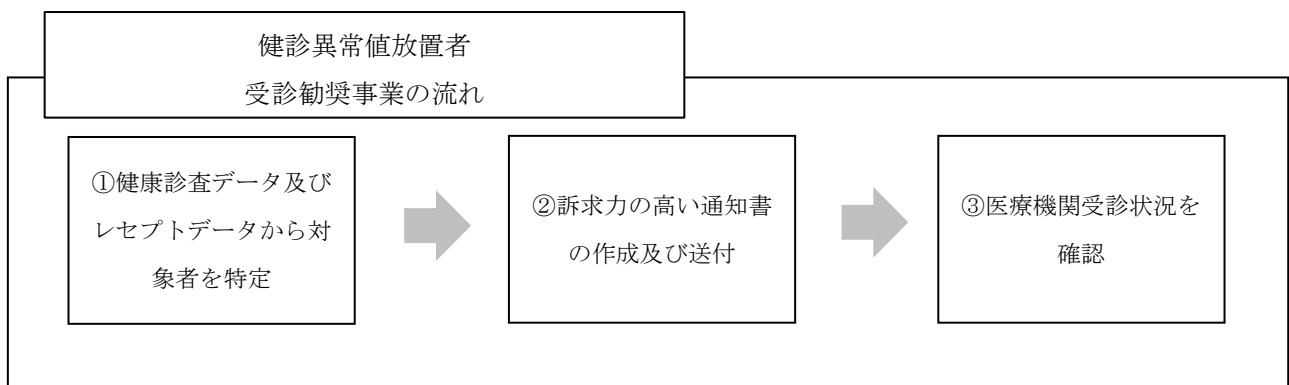 健診異常値放置者
受診勧奨事業の流れ
①健康診査データ及び
レセプトデータから対
象者を特定
②訴求力の高い通知書
の作成及び送付
③医療機関受診状況を
確認